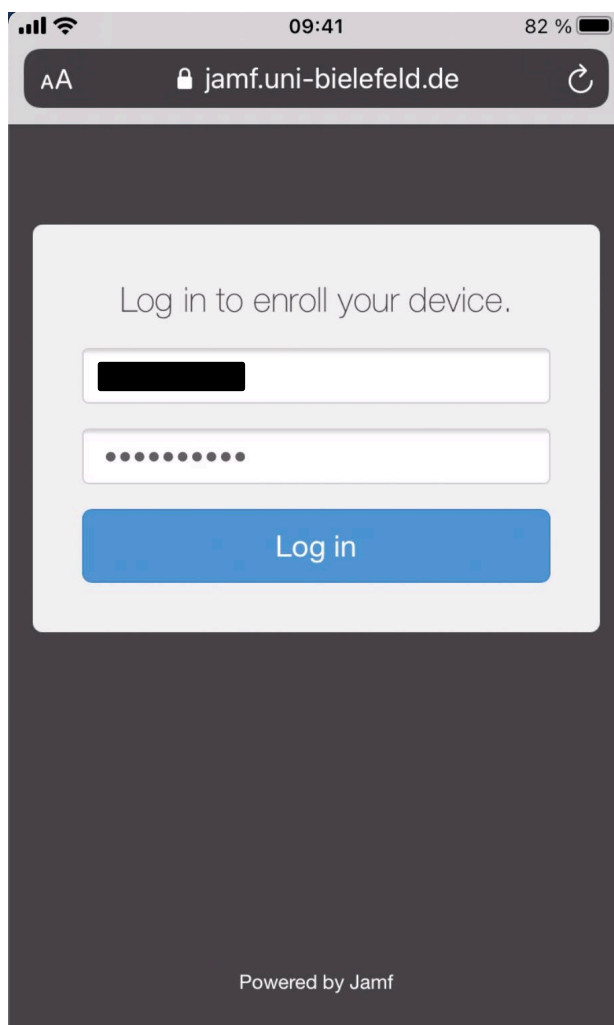 09:41
82 %
AA
jamf.uni-bielefeld.de
Log in to enroll your device.
••••••••••
Log in
Powered by Jamf